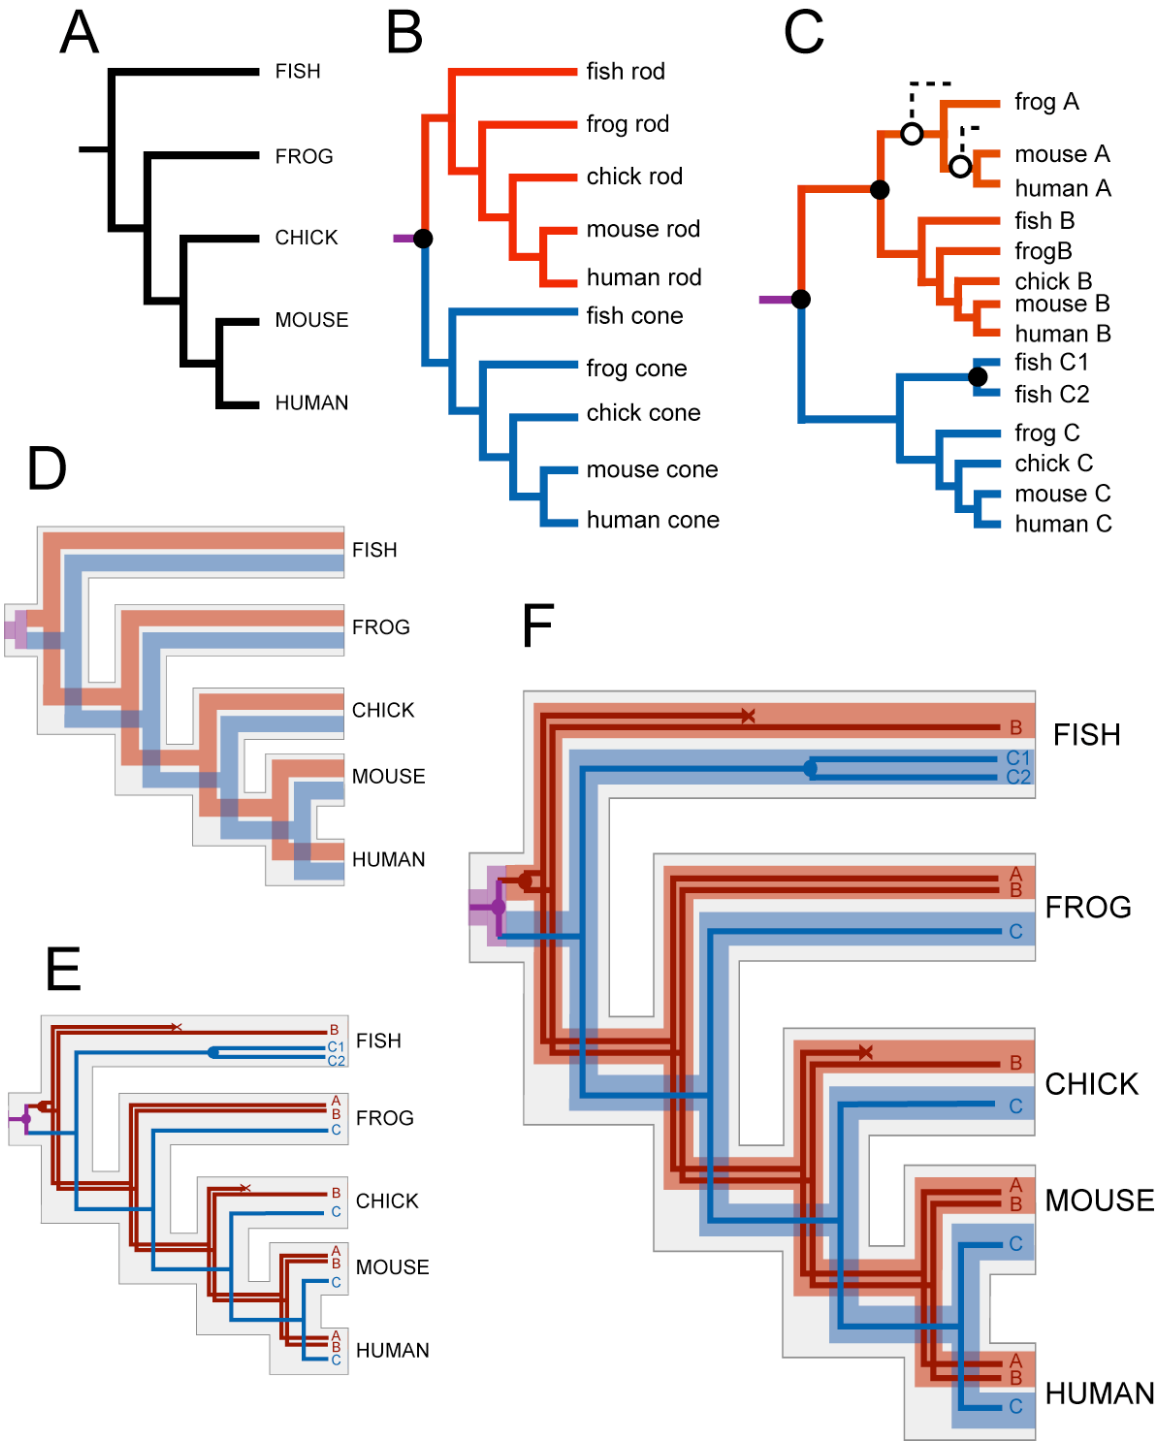 A
FISH
FROG
CHICK
MOUSE
HUMAN
B
fish rod
frog rod
chick rod
mouse rod
human rod
fish cone
frog cone
chick cone
mouse cone
human cone
C
frog A
mouse A
human A
fish B
frogB
chick B
mouse B
human B
fish C1
fish C2
frog C
chick C
mouse C
human C
D
FISH
FROG
CHICK
MOUSE
HUMAN
E
B
C1
C2
FISH
A
B
C
FROG
B
C
CHICK
A
B
C
MOUSE
A
B
C
HUMAN
F
B
C1
C2
FISH
A
B
C
FROG
B
C
CHICK
A
B
C
MOUSE
A
B
C
HUMAN